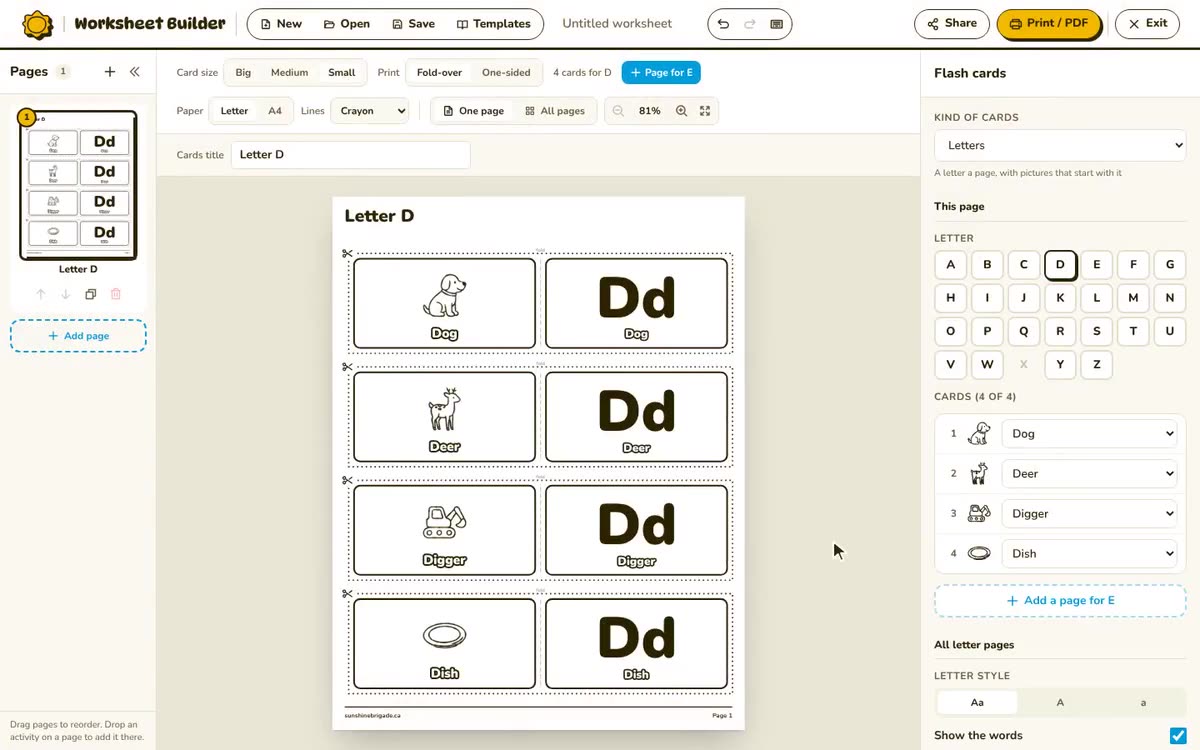 Worksheet Builder
New
Open
Save
Templates
Untitled worksheet
Share
Print / PDF
Exit
Pages 1
Card size Big Medium Small Print Fold-over One-sided 4 cards for D + Page for E
Paper Letter A4 Lines Crayon One page All pages 81%
Cards title Letter D
1
Letter D
+ Add page
Drag pages to reorder. Drop an
activity on a page to add it there.
Letter D
Dog
Dd
Dog
Deer
Dd
Deer
Digger
Dd
Digger
Dish
Dd
Dish
sunshinebrigade.ca Page 1
Flash cards
KIND OF CARDS
Letters
A letter a page, with pictures that start with it
This page
LETTER
A B C D E F G
H I J K L M N
O P Q R S T U
V W X Y Z
CARDS (4 OF 4)
1 Dog
2 Deer
3 Digger
4 Dish
+ Add a page for E
All letter pages
LETTER STYLE
Aa A a
Show the words